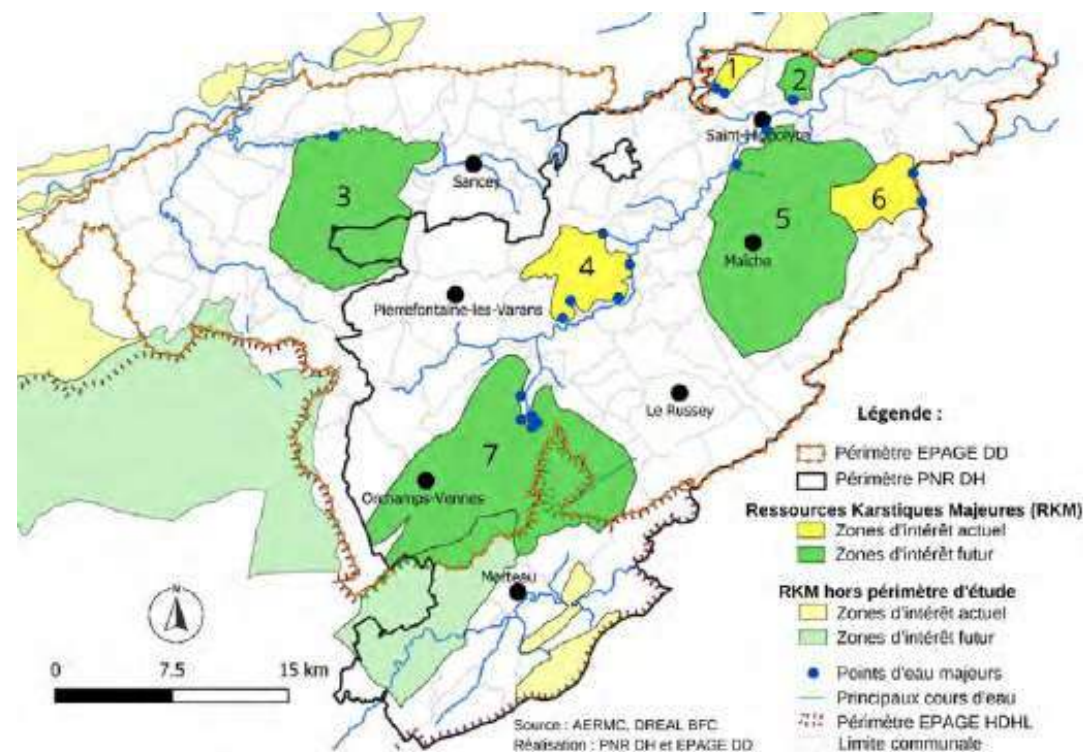 1
2
Saint-Hippolyte
Sancey
3
5
6
Maîche
4
Pierrefontaine-les-Varans
Le Russey
7
Orchamps-Vennes
Morteau
N
0 7.5 15 km
Légende :
Périmètre EPAGE DD
Périmètre PNR DH
Ressources Karstiques Majeures (RKM)
Zones d'intérêt actuel
Zones d'intérêt futur
RKM hors périmètre d'étude
Zones d'intérêt actuel
Zones d'intérêt futur
Points d'eau majeurs
Principaux cours d'eau
Périmètre EPAGE HDHL
Limite communale
Source : AERMC, DREAL BFC
Réalisation : PNR DH et EPAGE DD